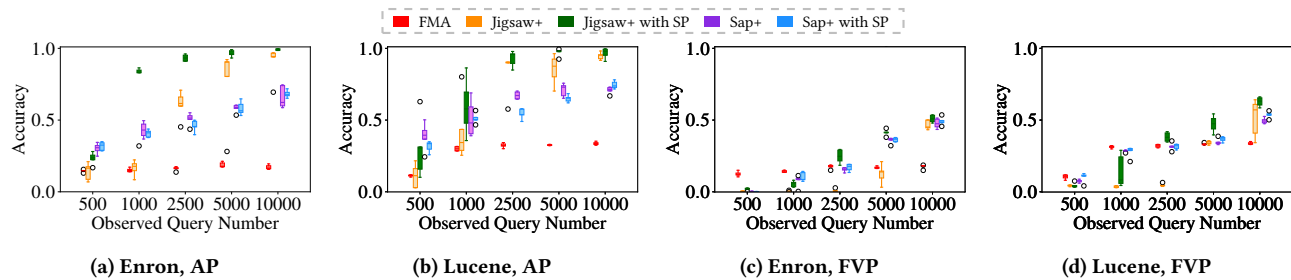 FMA Jigsaw+ Jigsaw+ with SP Sap+ Sap+ with SP
1.0 1.0 1.0 1.0
Accuracy Accuracy Accuracy Accuracy
0.5 0.5 0.5 0.5
0.0 0.0 0.0 0.0
500 1000 2500 5000 10000 500 1000 2500 5000 10000 500 1000 2500 5000 10000 500 1000 2500 5000 10000
Observed Query Number Observed Query Number Observed Query Number Observed Query Number
(a) Enron, AP (b) Lucene, AP (c) Enron, FVP (d) Lucene, FVP